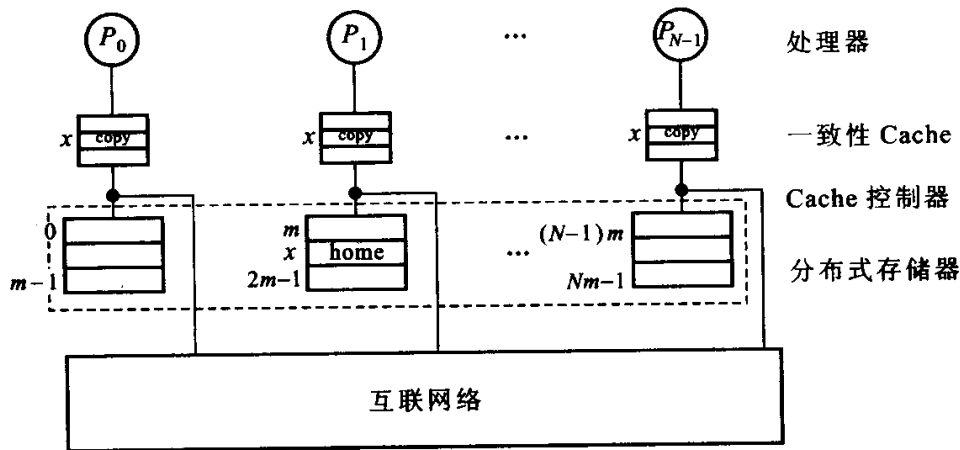 P0 P1 ... PN-1 处理器
x copy x copy ... x copy 一致性 Cache
Cache 控制器
0 m (N-1)m
x home ... 分布式存储器
m-1 2m-1 Nm-1
互联网络